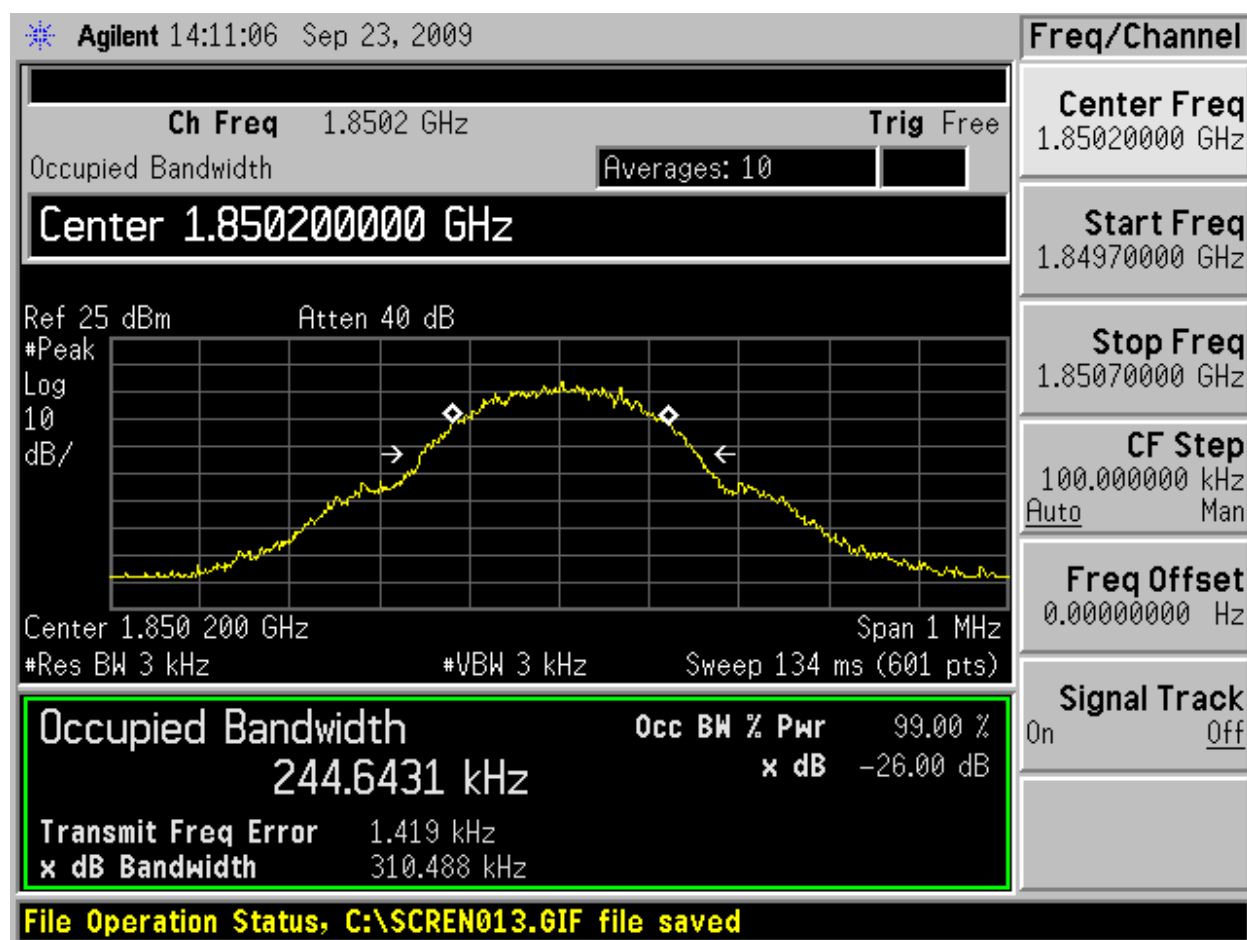 Agilent 14:11:06 Sep 23, 2009
Ch Freq 1.8502 GHz Trig Free
Occupied Bandwidth Averages: 10
Center 1.850200000 GHz
Ref 25 dBm Atten 40 dB
#Peak
Log
10
dB/
Center 1.850 200 GHz Span 1 MHz
#Res BW 3 kHz #VBW 3 kHz Sweep 134 ms (601 pts)
Occupied Bandwidth Occ BW % Pwr 99.00 %
244.6431 kHz x dB -26.00 dB
Transmit Freq Error 1.419 kHz
x dB Bandwidth 310.488 kHz
File Operation Status, C:\SCREN013.GIF file saved
Freq/Channel
Center Freq
1.85020000 GHz
Start Freq
1.84970000 GHz
Stop Freq
1.85070000 GHz
CF Step
100.000000 kHz
Auto Man
Freq Offset
0.00000000 Hz
Signal Track
On Off